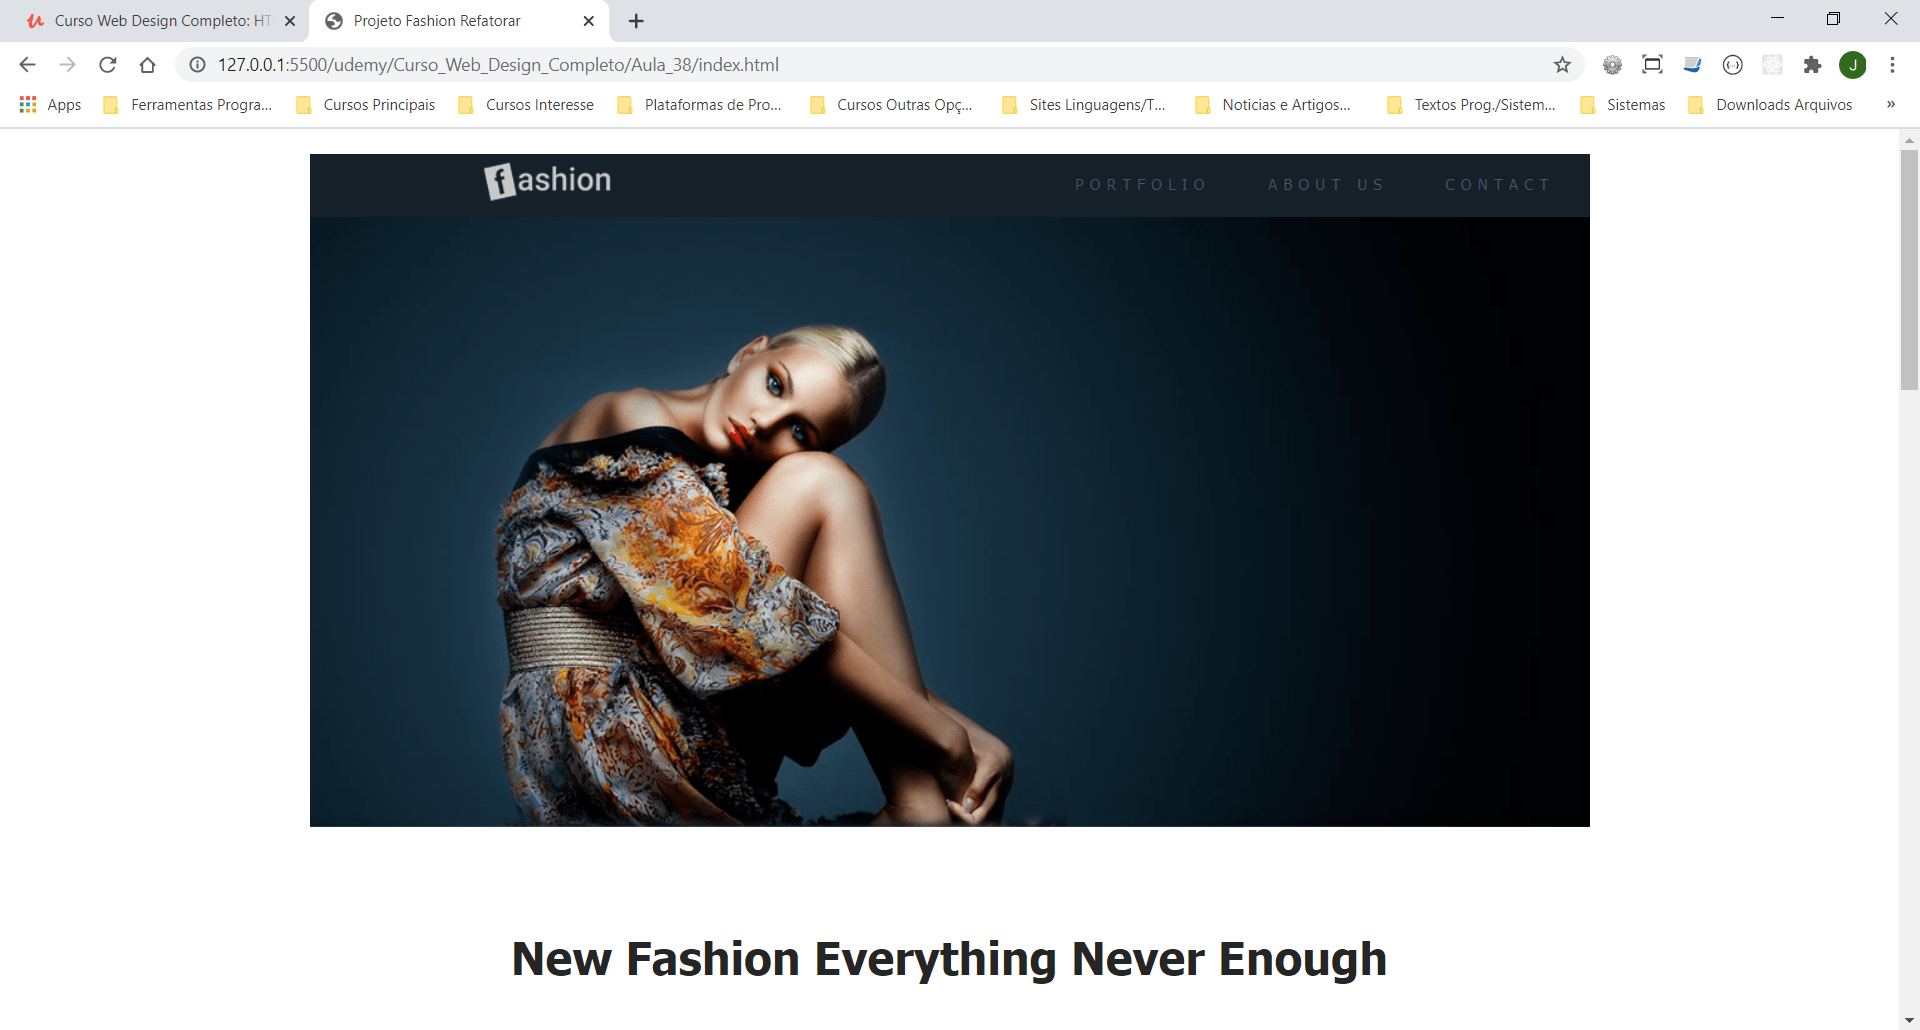 Curso Web Design Completo: HT
Projeto Fashion Refatorar
127.0.0.1:5500/udemy/Curso_Web_Design_Completo/Aula_38/index.html
J
Apps Ferramentas Progra... Cursos Principais Cursos Interesse Plataformas de Pro... Cursos Outras Opç... Sites Linguagens/T... Noticias e Artigos... Textos Prog./Sistem... Sistemas Downloads Arquivos »
fashion
PORTFOLIO ABOUT US CONTACT
New Fashion Everything Never Enough